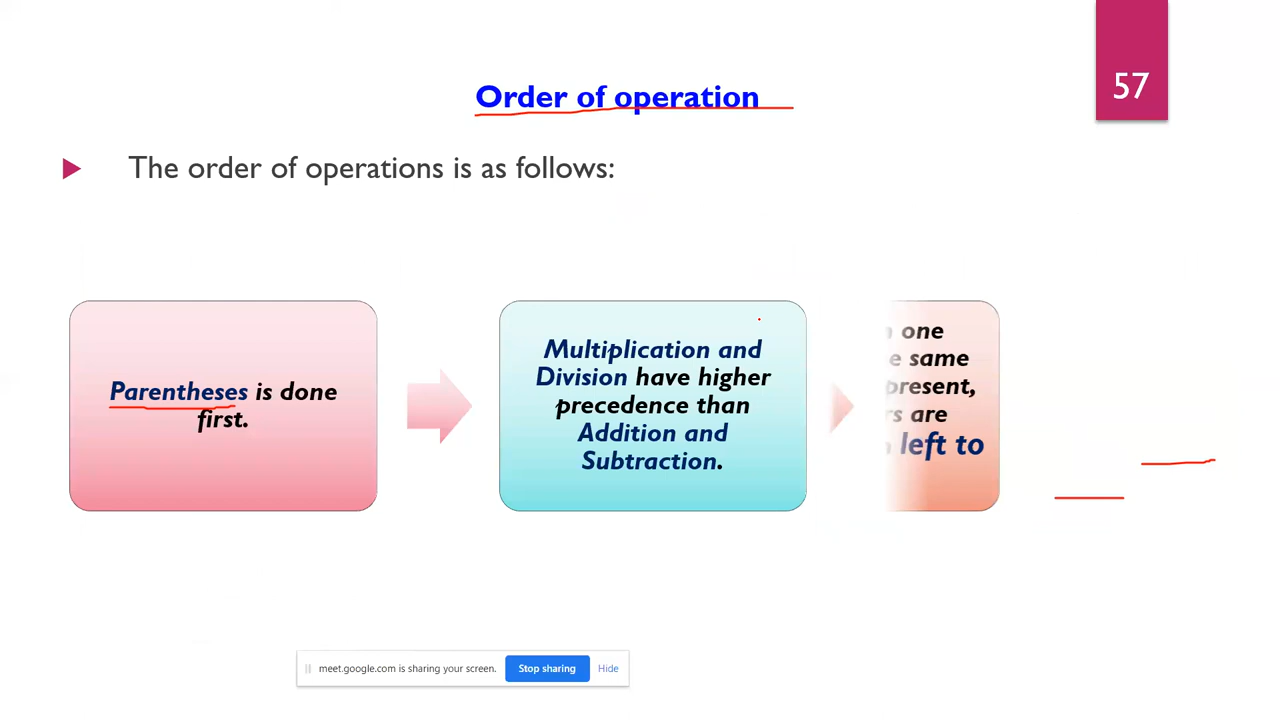 57
Order of operation
The order of operations is as follows:
Parentheses is done
first.
Multiplication and
Division have higher
precedence than
Addition and
Subtraction.
one
same
present,
are
left to
meet.google.com is sharing your screen.
Stop sharing
Hide